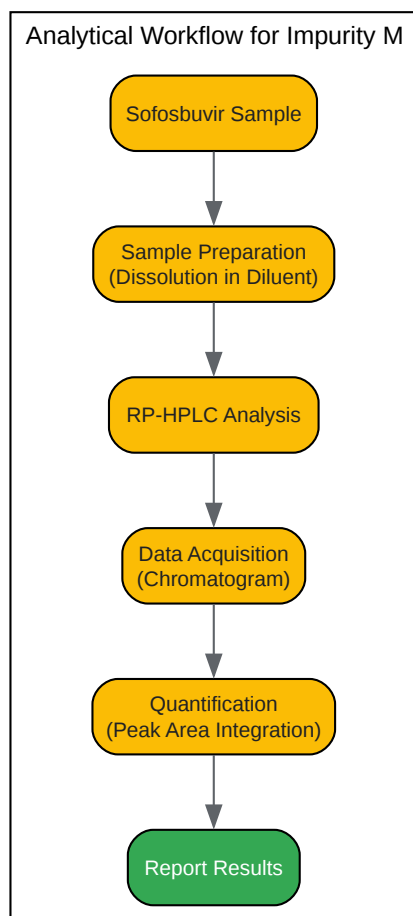 Analytical Workflow for Impurity M
Sofosbuvir Sample
Sample Preparation
(Dissolution in Diluent)
RP-HPLC Analysis
Data Acquisition
(Chromatogram)
Quantification
(Peak Area Integration)
Report Results